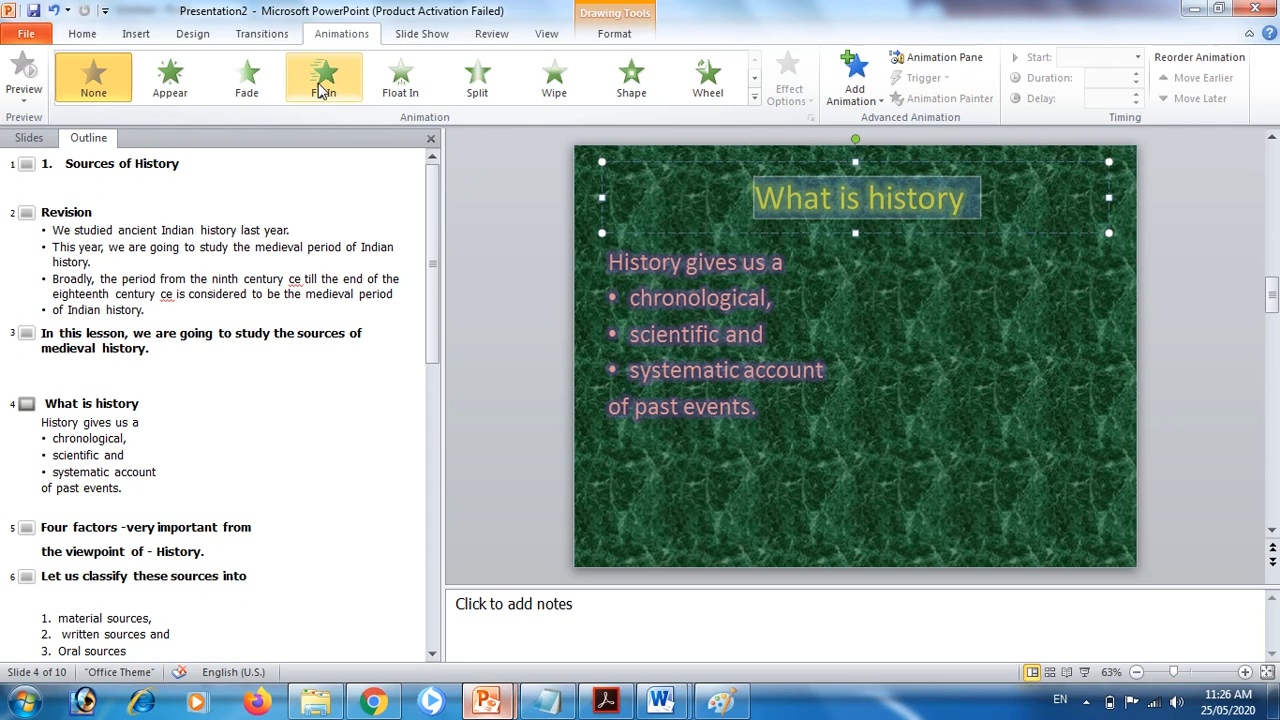 Presentation2 - Microsoft PowerPoint (Product Activation Failed)
Drawing Tools
File Home Insert Design Transitions Animations Slide Show Review View Format
Preview
None
Appear
Fade
Float In
Split
Wipe
Shape
Wheel
Effect Options
Add Animation
Animation Pane
Trigger
Animation Painter
Start:
Duration:
Delay:
Reorder Animation
Move Earlier
Move Later
Preview Animation Advanced Animation Timing
Slides Outline
1 1. Sources of History
2 Revision
• We studied ancient Indian history last year.
• This year, we are going to study the medieval period of Indian
history.
• Broadly, the period from the ninth century ce till the end of the
eighteenth century ce is considered to be the medieval period
• of Indian history.
3 In this lesson, we are going to study the sources of
medieval history.
4 What is history
History gives us a
• chronological,
• scientific and
• systematic account
of past events.
5 Four factors -very important from
the viewpoint of - History.
6 Let us classify these sources into
1. material sources,
2. written sources and
3. Oral sources
What is history
History gives us a
• chronological,
• scientific and
• systematic account
of past events.
Click to add notes
Slide 4 of 10 "Office Theme" English (U.S.) 63%
EN 11:26 AM
25/05/2020